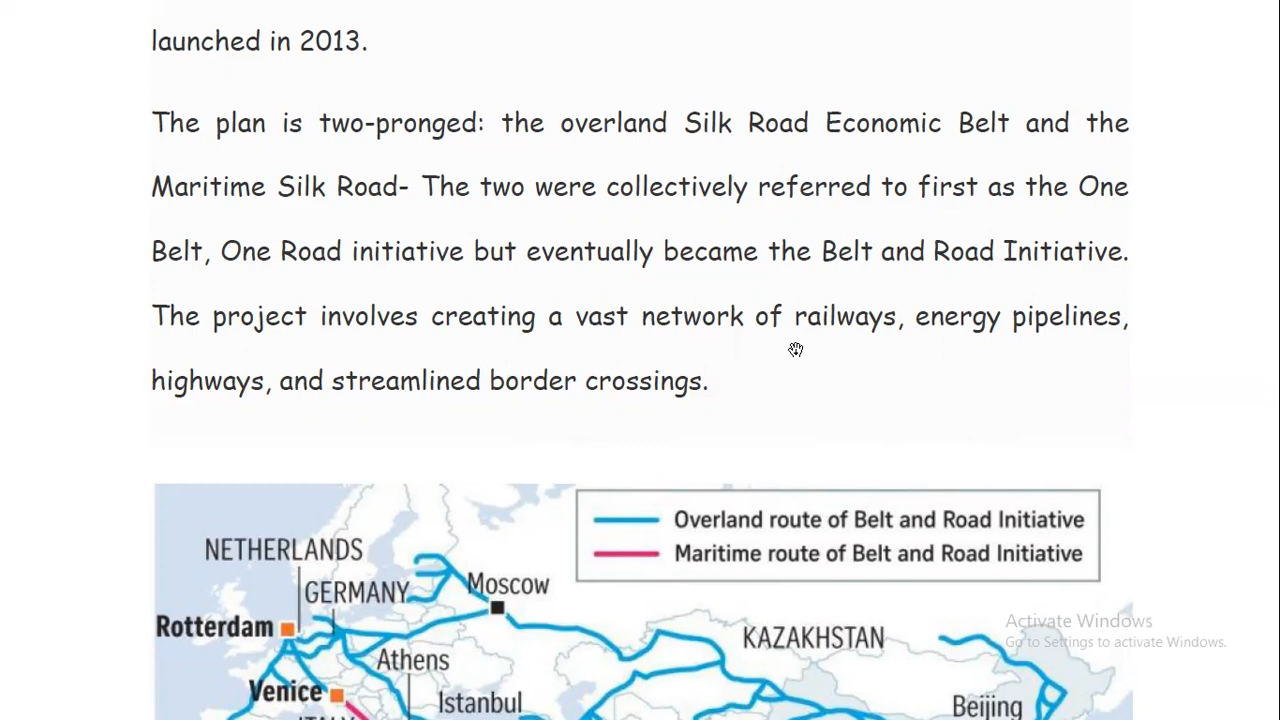 launched in 2013.
The plan is two-pronged: the overland Silk Road Economic Belt and the
Maritime Silk Road- The two were collectively referred to first as the One
Belt, One Road initiative but eventually became the Belt and Road Initiative.
The project involves creating a vast network of railways, energy pipelines,
highways, and streamlined border crossings.
Overland route of Belt and Road Initiative
Maritime route of Belt and Road Initiative
NETHERLANDS
GERMANY
Moscow
Rotterdam
KAZAKHSTAN
Activate Windows
Go to Settings to activate Windows.
Athens
Venice
Istanbul
Beijing
ITALY